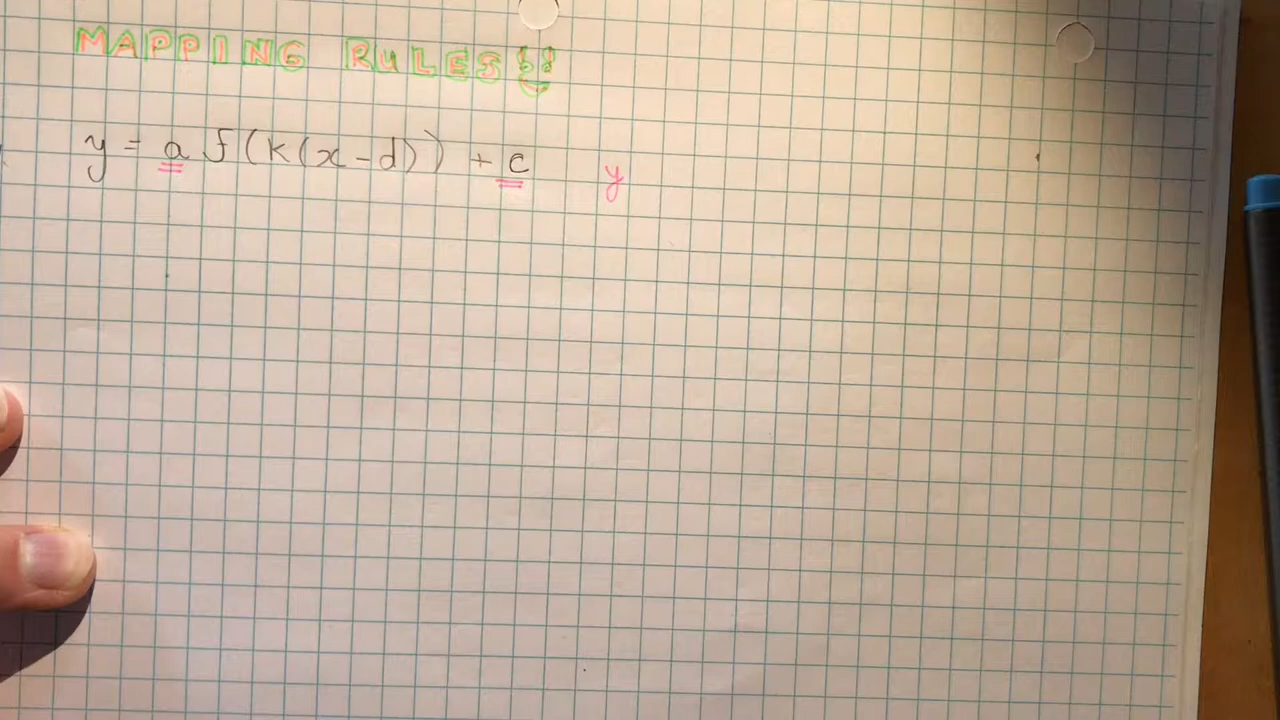 MAPPING RULES
y = a f(k(x-d)) + c y